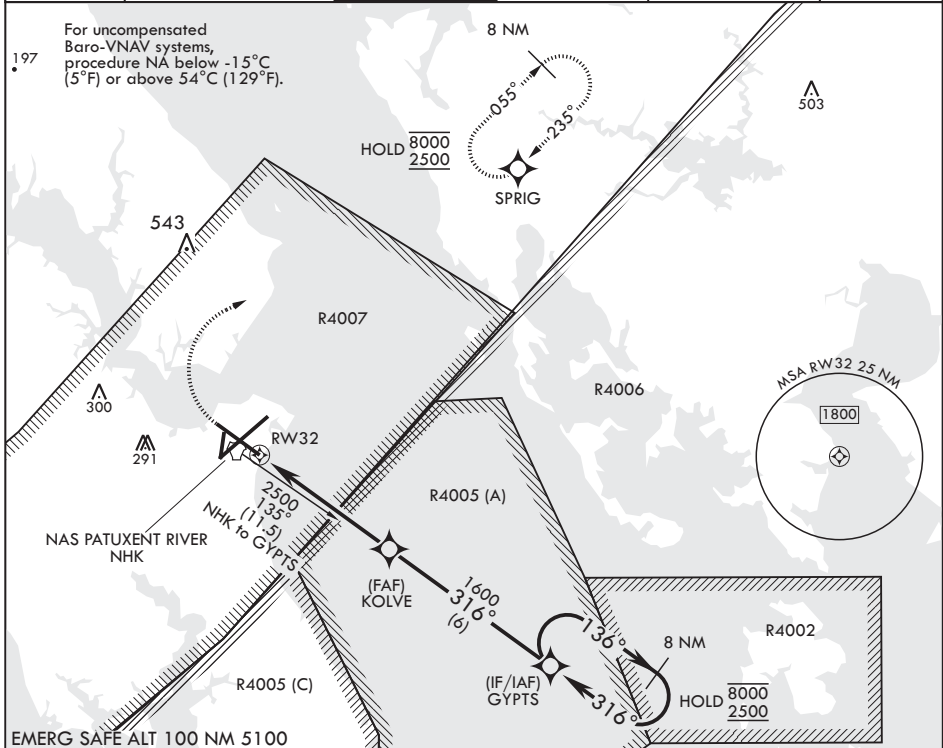 For uncompensated
Baro-VNAV systems,
procedure NA below -15°C
(5°F) or above 54°C (129°F).
197
8 NM
055°
235°
HOLD 8000
2500
SPRIG
503
543
R4007
R4006
MSA RW32 25 NM
1800
300
291
RW32
2500
135°
(11.5)
NHK to GYPTS
R4005 (A)
NAS PATUXENT RIVER
NHK
(FAF)
KOLVE
1600
316°
(6)
136°
8 NM
R4002
(IF/IAF)
GYPTS
316°
HOLD 8000
2500
R4005 (C)
EMERG SAFE ALT 100 NM 5100